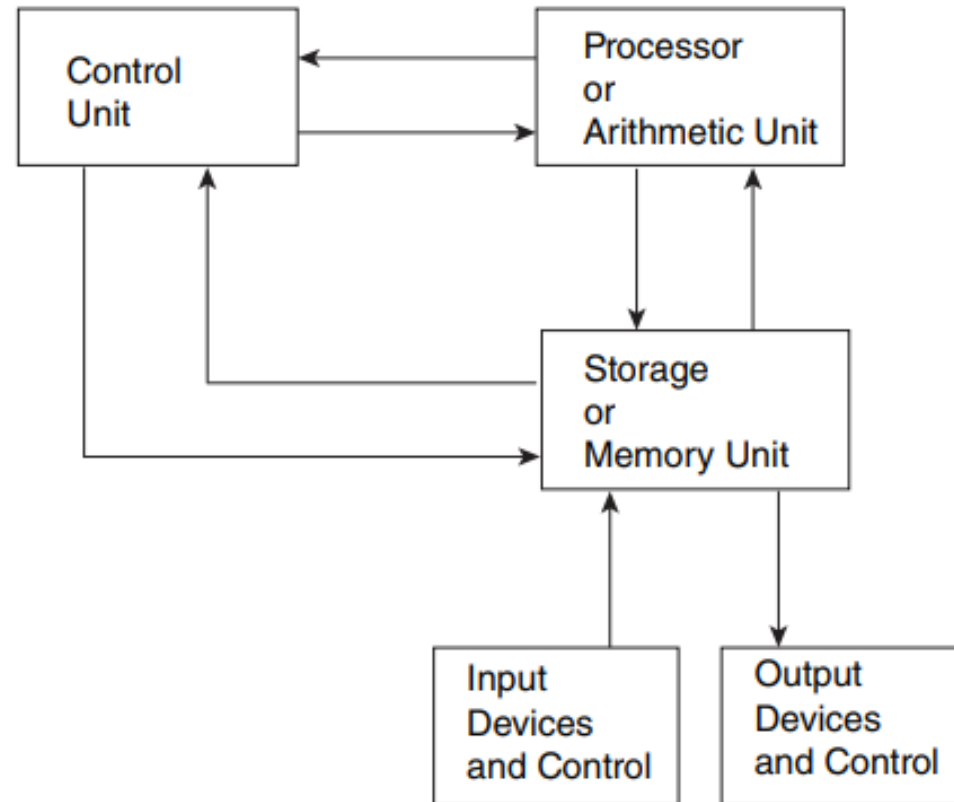 Control
Unit
Processor
or
Arithmetic Unit
Storage
or
Memory Unit
Input
Devices
and Control
Output
Devices
and Control